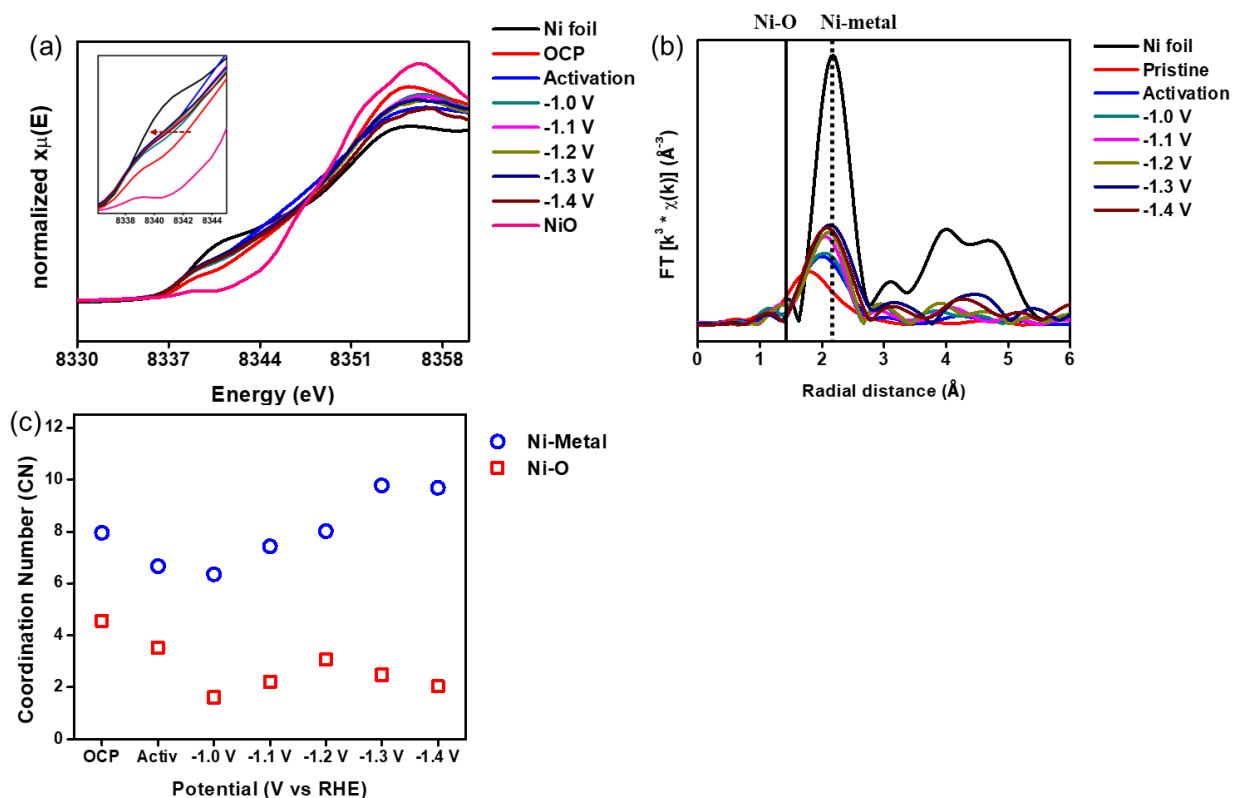 (a)
normalized xμ(E)
8338 8340 8342 8344
8330 8337 8344 8351 8358
Energy (eV)
Ni foil
OCP
Activation
-1.0 V
-1.1 V
-1.2 V
-1.3 V
-1.4 V
NiO
(b)
Ni-O Ni-metal
FT [k³ * χ(k)] (Å⁻³)
0 1 2 3 4 5 6
Radial distance (Å)
Ni foil
Pristine
Activation
-1.0 V
-1.1 V
-1.2 V
-1.3 V
-1.4 V
(c)
Coordination Number (CN)
12
10
8
6
4
2
0
OCP Activ -1.0 V -1.1 V -1.2 V -1.3 V -1.4 V
Potential (V vs RHE)
Ni-Metal
Ni-O